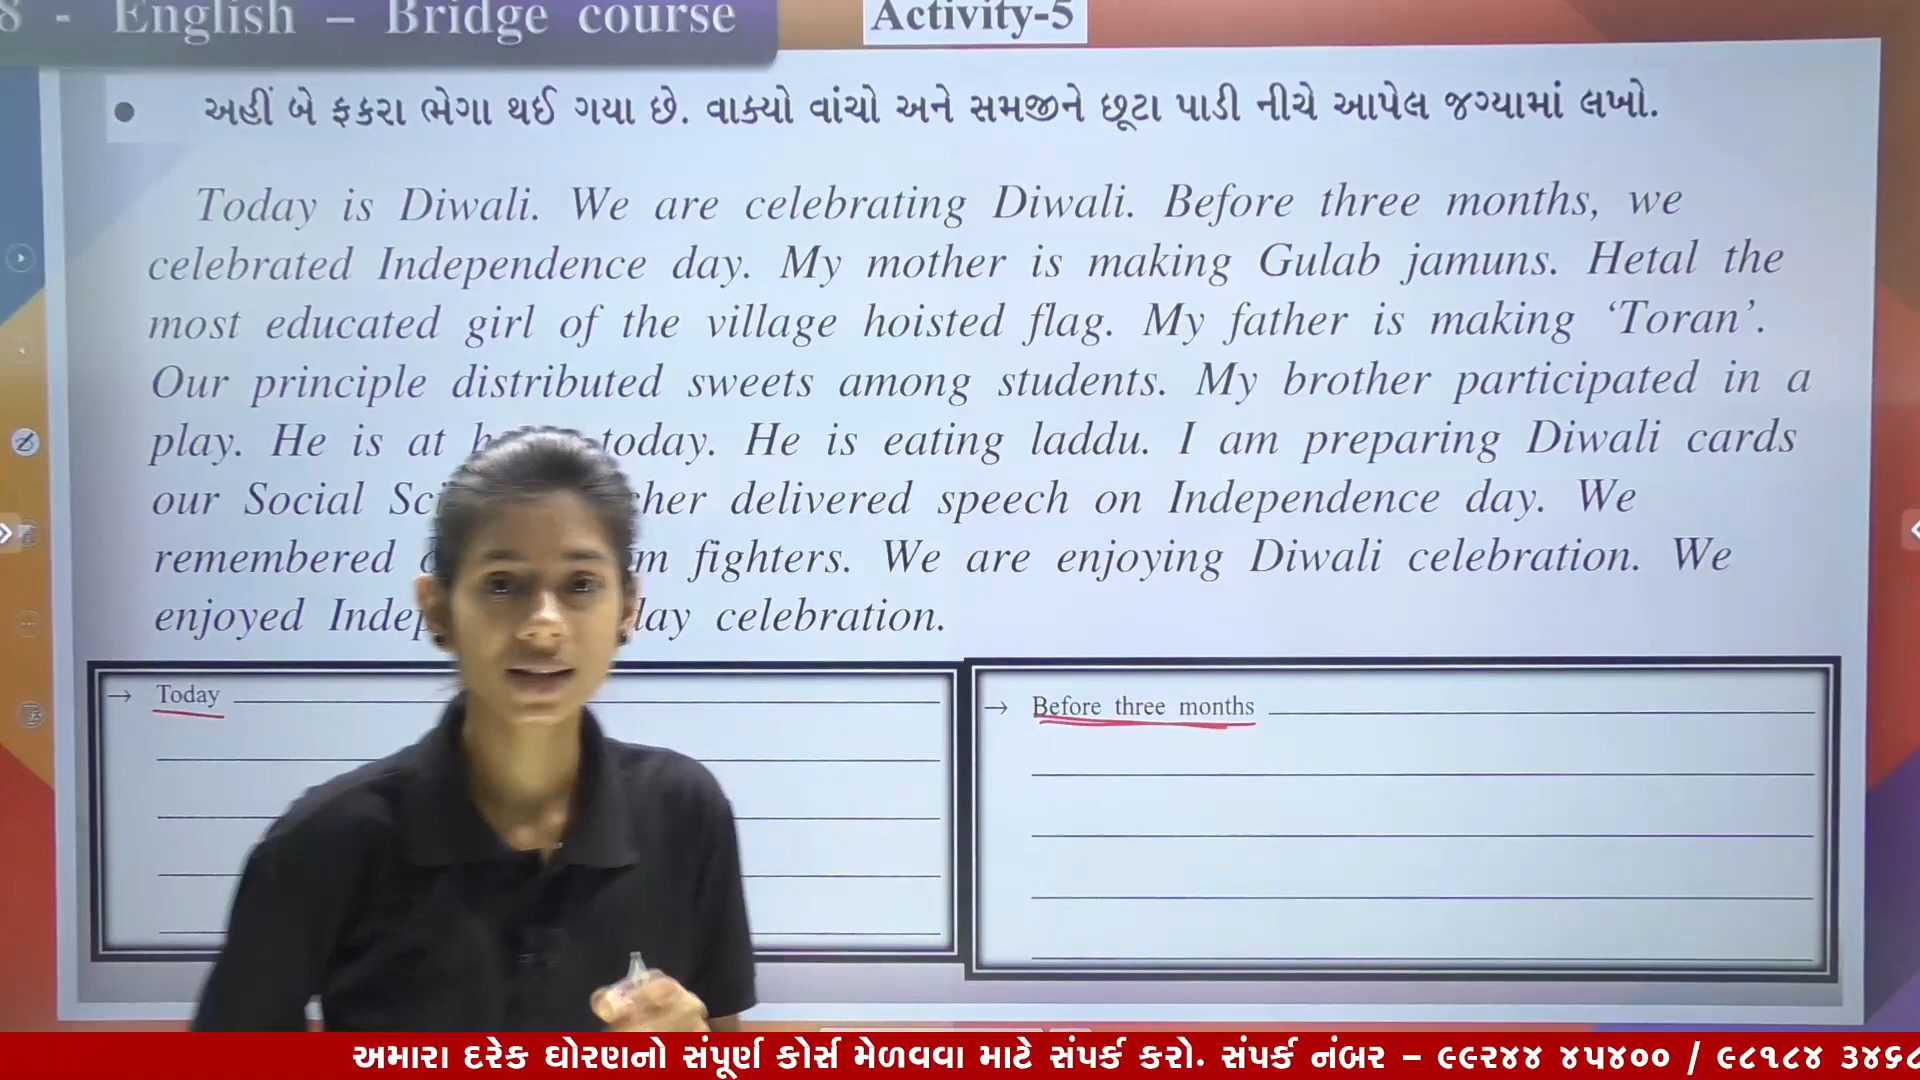 8 - English – Bridge course
Activity-5
● અહીં બે ફકરા ભેગા થઈ ગયા છે. વાક્યો વાંચો અને સમજીને છૂટા પાડી નીચે આપેલ જગ્યામાં લખો.
Today is Diwali. We are celebrating Diwali. Before three months, we
celebrated Independence day. My mother is making Gulab jamuns. Hetal the
most educated girl of the village hoisted flag. My father is making ‘Toran’.
Our principle distributed sweets among students. My brother participated in a
play. He is at today. He is eating laddu. I am preparing Diwali cards
our Social delivered speech on Independence day. We
remembered fighters. We are enjoying Diwali celebration. We
enjoyed day celebration.
→ Today
→ Before three months
અમારા દરેક ધોરણનો સંપૂર્ણ કોર્સ મેળવવા માટે સંપર્ક કરો. સંપર્ક નંબર – ૯૯૨૪૪ ૪૫૪૦૦ / ૯૮૧૮૪